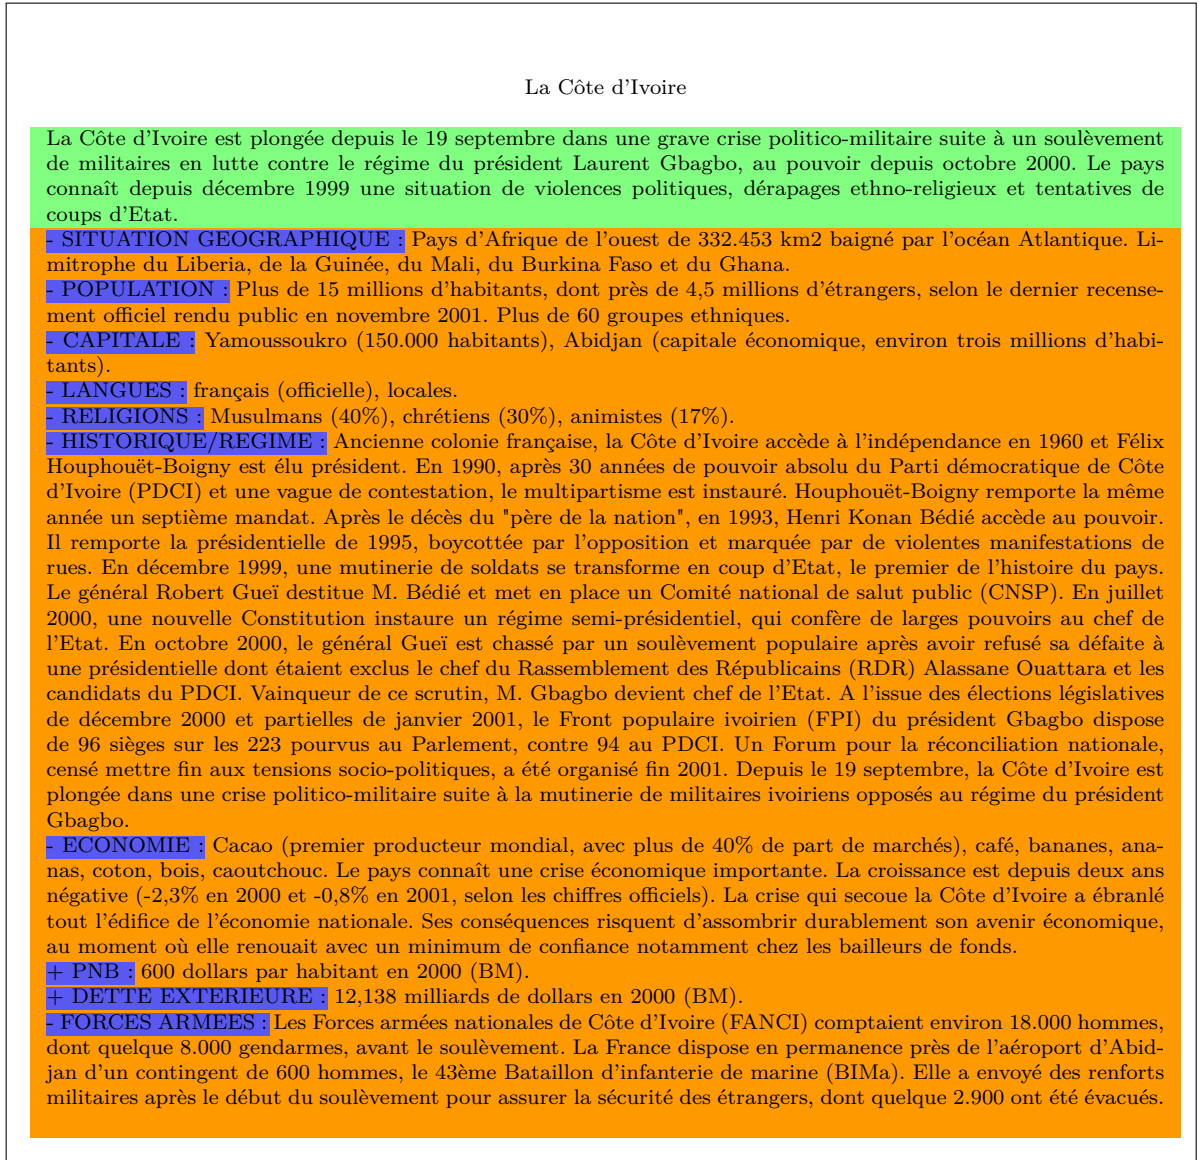 La Côte d'Ivoire
La Côte d'Ivoire est plongée depuis le 19 septembre dans une grave crise politico-militaire suite à un soulèvement
de militaires en lutte contre le régime du président Laurent Gbagbo, au pouvoir depuis octobre 2000. Le pays
connaît depuis décembre 1999 une situation de violences politiques, dérapages ethno-religieux et tentatives de
coups d'Etat.
- SITUATION GEOGRAPHIQUE : Pays d'Afrique de l'ouest de 332.453 km2 baigné par l'océan Atlantique. Li-
mitrophe du Liberia, de la Guinée, du Mali, du Burkina Faso et du Ghana.
- POPULATION : Plus de 15 millions d'habitants, dont près de 4,5 millions d'étrangers, selon le dernier recense-
ment officiel rendu public en novembre 2001. Plus de 60 groupes ethniques.
- CAPITALE : Yamoussoukro (150.000 habitants), Abidjan (capitale économique, environ trois millions d'habi-
tants).
- LANGUES : français (officielle), locales.
- RELIGIONS : Musulmans (40%), chrétiens (30%), animistes (17%).
- HISTORIQUE/REGIME : Ancienne colonie française, la Côte d'Ivoire accède à l'indépendance en 1960 et Félix
Houphouët-Boigny est élu président. En 1990, après 30 années de pouvoir absolu du Parti démocratique de Côte
d'Ivoire (PDCI) et une vague de contestation, le multipartisme est instauré. Houphouët-Boigny remporte la même
année un septième mandat. Après le décès du "père de la nation", en 1993, Henri Konan Bédié accède au pouvoir.
Il remporte la présidentielle de 1995, boycottée par l'opposition et marquée par de violentes manifestations de
rues. En décembre 1999, une mutinerie de soldats se transforme en coup d'Etat, le premier de l'histoire du pays.
Le général Robert Gueï destitue M. Bédié et met en place un Comité national de salut public (CNSP). En juillet
2000, une nouvelle Constitution instaure un régime semi-présidentiel, qui confère de larges pouvoirs au chef de
l'Etat. En octobre 2000, le général Gueï est chassé par un soulèvement populaire après avoir refusé sa défaite à
une présidentielle dont étaient exclus le chef du Rassemblement des Républicains (RDR) Alassane Ouattara et les
candidats du PDCI. Vainqueur de ce scrutin, M. Gbagbo devient chef de l'Etat. A l'issue des élections législatives
de décembre 2000 et partielles de janvier 2001, le Front populaire ivoirien (FPI) du président Gbagbo dispose
de 96 sièges sur les 223 pourvus au Parlement, contre 94 au PDCI. Un Forum pour la réconciliation nationale,
censé mettre fin aux tensions socio-politiques, a été organisé fin 2001. Depuis le 19 septembre, la Côte d'Ivoire est
plongée dans une crise politico-militaire suite à la mutinerie de militaires ivoiriens opposés au régime du président
Gbagbo.
- ECONOMIE : Cacao (premier producteur mondial, avec plus de 40% de part de marchés), café, bananes, ana-
nas, coton, bois, caoutchouc. Le pays connaît une crise économique importante. La croissance est depuis deux ans
négative (-2,3% en 2000 et -0,8% en 2001, selon les chiffres officiels). La crise qui secoue la Côte d'Ivoire a ébranlé
tout l'édifice de l'économie nationale. Ses conséquences risquent d'assombrir durablement son avenir économique,
au moment où elle renouait avec un minimum de confiance notamment chez les bailleurs de fonds.
+ PNB : 600 dollars par habitant en 2000 (BM).
+ DETTE EXTERIEURE : 12,138 milliards de dollars en 2000 (BM).
- FORCES ARMEES : Les Forces armées nationales de Côte d'Ivoire (FANCI) comptaient environ 18.000 hommes,
dont quelque 8.000 gendarmes, avant le soulèvement. La France dispose en permanence près de l'aéroport d'Abid-
jan d'un contingent de 600 hommes, le 43ème Bataillon d'infanterie de marine (BIMa). Elle a envoyé des renforts
militaires après le début du soulèvement pour assurer la sécurité des étrangers, dont quelque 2.900 ont été évacués.